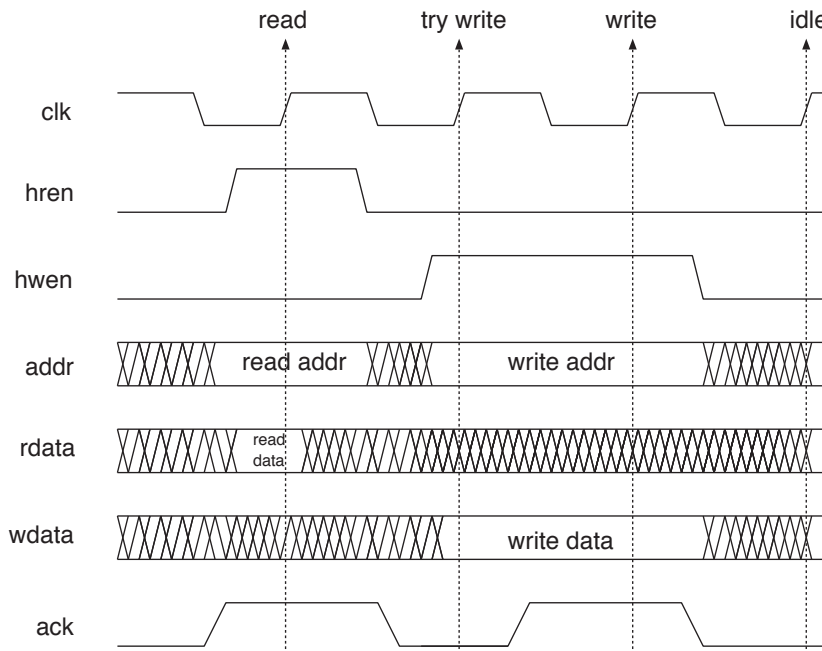 read try write write idle
clk
hren
hwen
addr read addr write addr
rdata read
data
wdata write data
ack